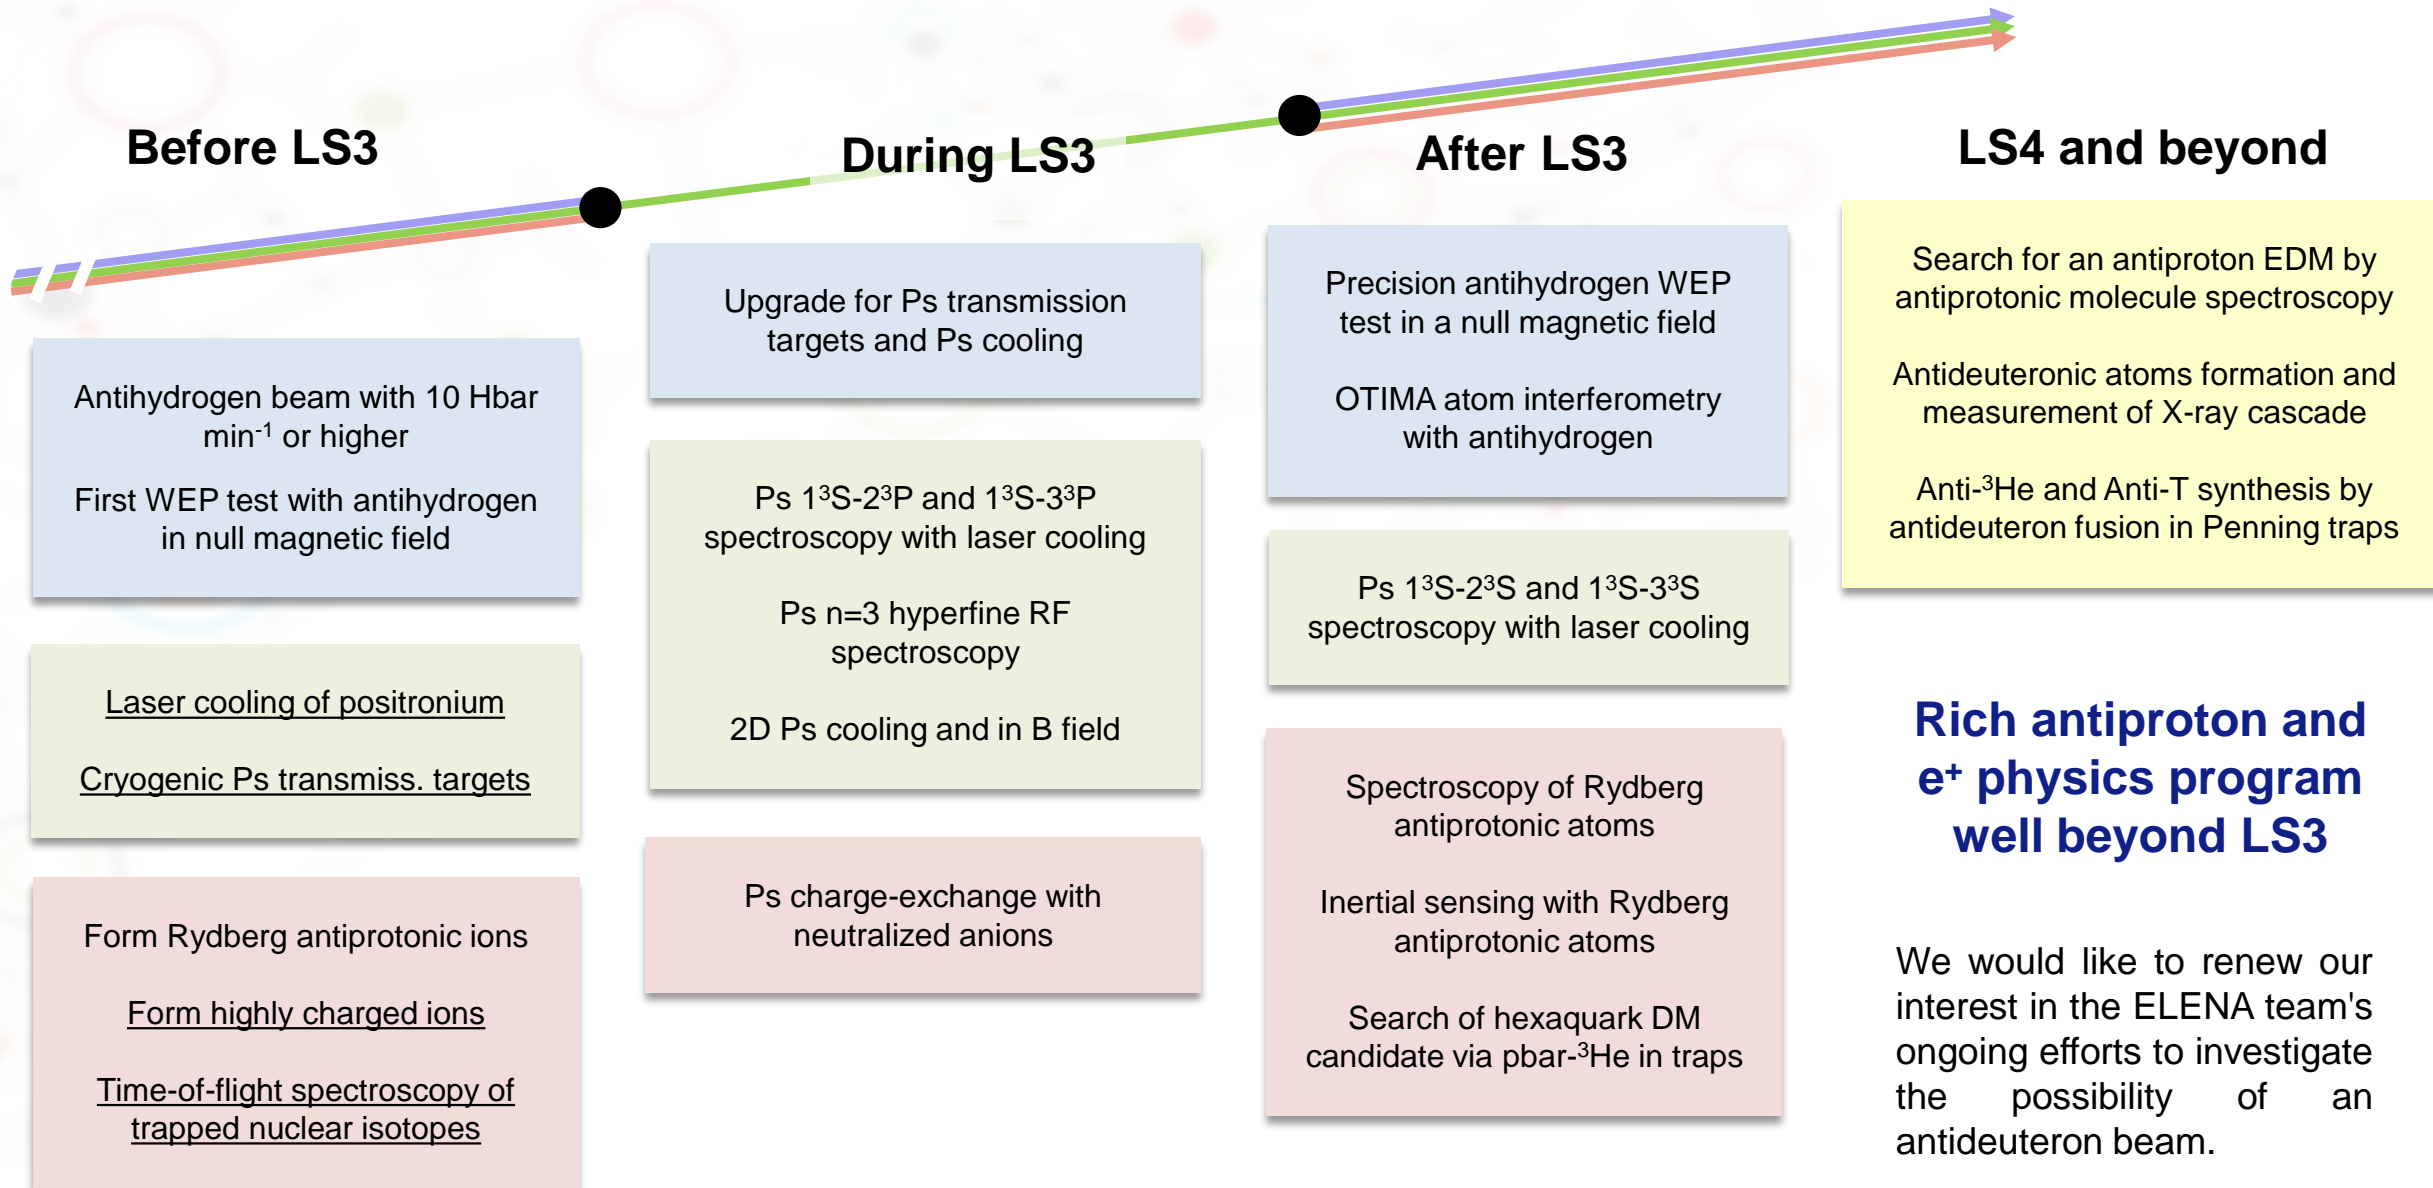 Before LS3
Antihydrogen beam with 10 Hbar
min⁻¹ or higher
First WEP test with antihydrogen
in null magnetic field
Laser cooling of positronium
Cryogenic Ps transmiss. targets
Form Rydberg antiprotonic ions
Form highly charged ions
Time-of-flight spectroscopy of
trapped nuclear isotopes
During LS3
Upgrade for Ps transmission
targets and Ps cooling
Ps 1³S-2³P and 1³S-3³P
spectroscopy with laser cooling
Ps n=3 hyperfine RF
spectroscopy
2D Ps cooling and in B field
Ps charge-exchange with
neutralized anions
After LS3
Precision antihydrogen WEP
test in a null magnetic field
OTIMA atom interferometry
with antihydrogen
Ps 1³S-2³S and 1³S-3³S
spectroscopy with laser cooling
Spectroscopy of Rydberg
antiprotonic atoms
Inertial sensing with Rydberg
antiprotonic atoms
Search of hexaquark DM
candidate via pbar-³He in traps
LS4 and beyond
Search for an antiproton EDM by
antiprotonic molecule spectroscopy
Antideuteronic atoms formation and
measurement of X-ray cascade
Anti-³He and Anti-T synthesis by
antideuteron fusion in Penning traps
Rich antiproton and
e⁺ physics program
well beyond LS3
We would like to renew our
interest in the ELENA team's
ongoing efforts to investigate
the possibility of an
antideuteron beam.